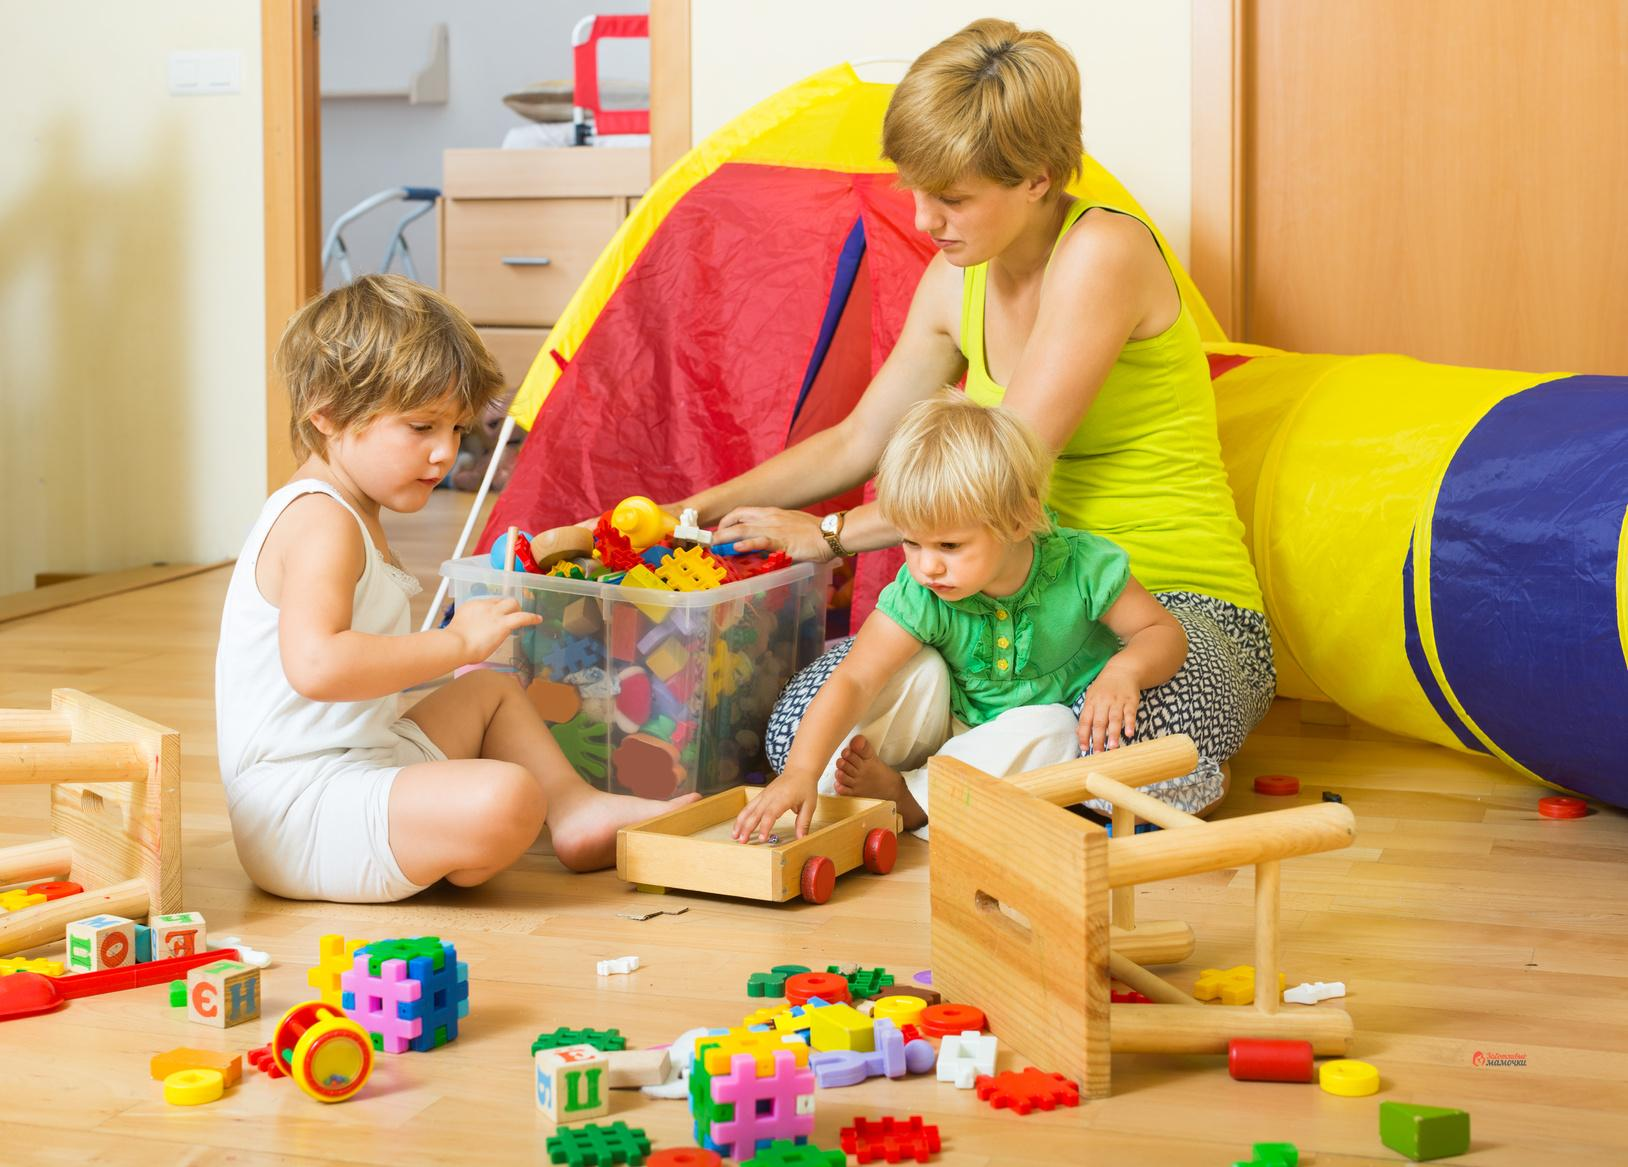 Заботливые
мамочки
П О
Е
Э Н
Е
Ц